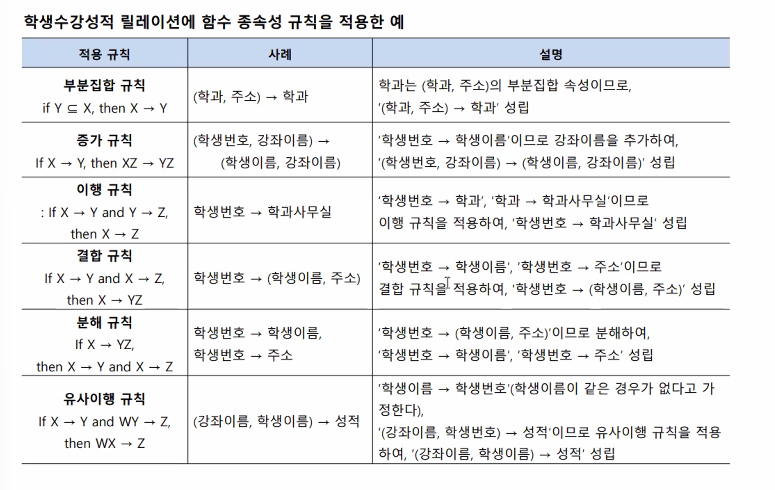 학생수강성적 릴레이션에 함수 종속성 규칙을 적용한 예
적용 규칙 사례 설명
부분집합 규칙
if Y ⊆ X, then X → Y
(학과, 주소) → 학과
학과는 (학과, 주소)의 부분집합 속성이므로,
'(학과, 주소) → 학과' 성립
증가 규칙
If X → Y, then XZ → YZ
(학생번호, 강좌이름) →
(학생이름, 강좌이름)
'학생번호 → 학생이름'이므로 강좌이름을 추가하여,
'(학생번호, 강좌이름) → (학생이름, 강좌이름)' 성립
이행 규칙
: If X → Y and Y → Z,
then X → Z
학생번호 → 학과사무실
'학생번호 → 학과', '학과 → 학과사무실'이므로
이행 규칙을 적용하여, '학생번호 → 학과사무실' 성립
결합 규칙
If X → Y and X → Z,
then X → YZ
학생번호 → (학생이름, 주소)
'학생번호 → 학생이름', '학생번호 → 주소'이므로
결합 규칙을 적용하여, '학생번호 → (학생이름, 주소)' 성립
분해 규칙
If X → YZ,
then X → Y and X → Z
학생번호 → 학생이름,
학생번호 → 주소
'학생번호 → (학생이름, 주소)'이므로 분해하여,
'학생번호 → 학생이름', '학생번호 → 주소' 성립
유사이행 규칙
If X → Y and WY → Z,
then WX → Z
(강좌이름, 학생이름) → 성적
'학생이름 → 학생번호'(학생이름이 같은 경우가 없다고 가
정한다),
'(강좌이름, 학생번호) → 성적'이므로 유사이행 규칙을 적용
하여, '(강좌이름, 학생이름) → 성적' 성립